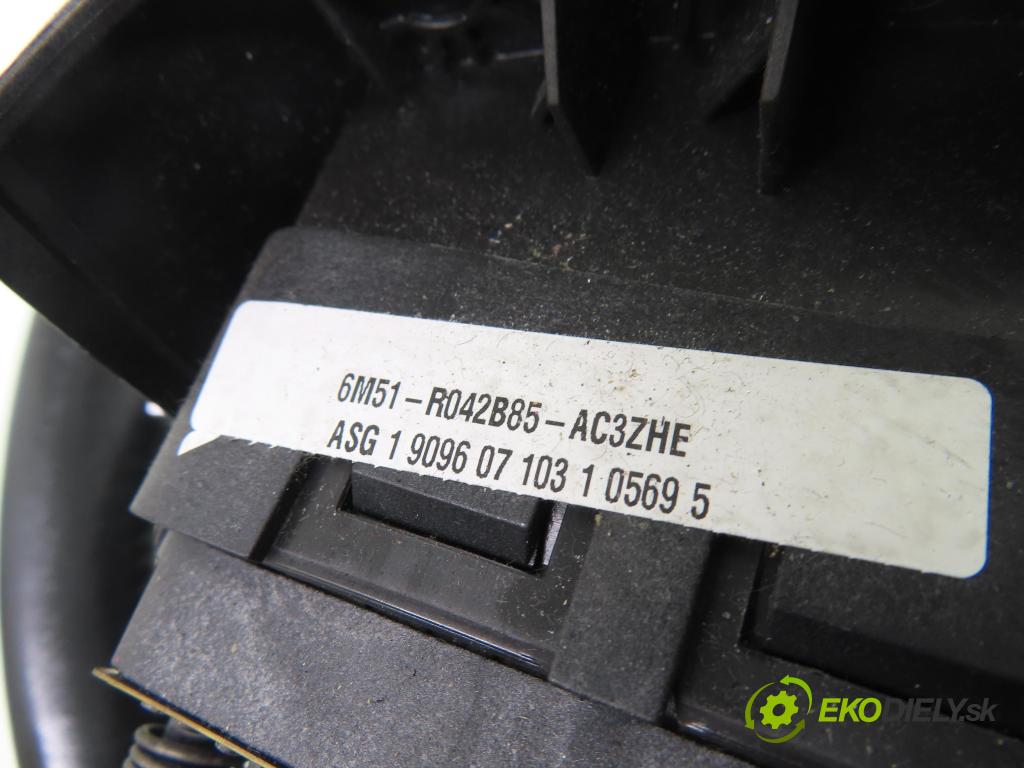 6M51-R042B85-AC3ZHE
ASG 1 9096 07 103 1 0569 5
EKODIELY.sk